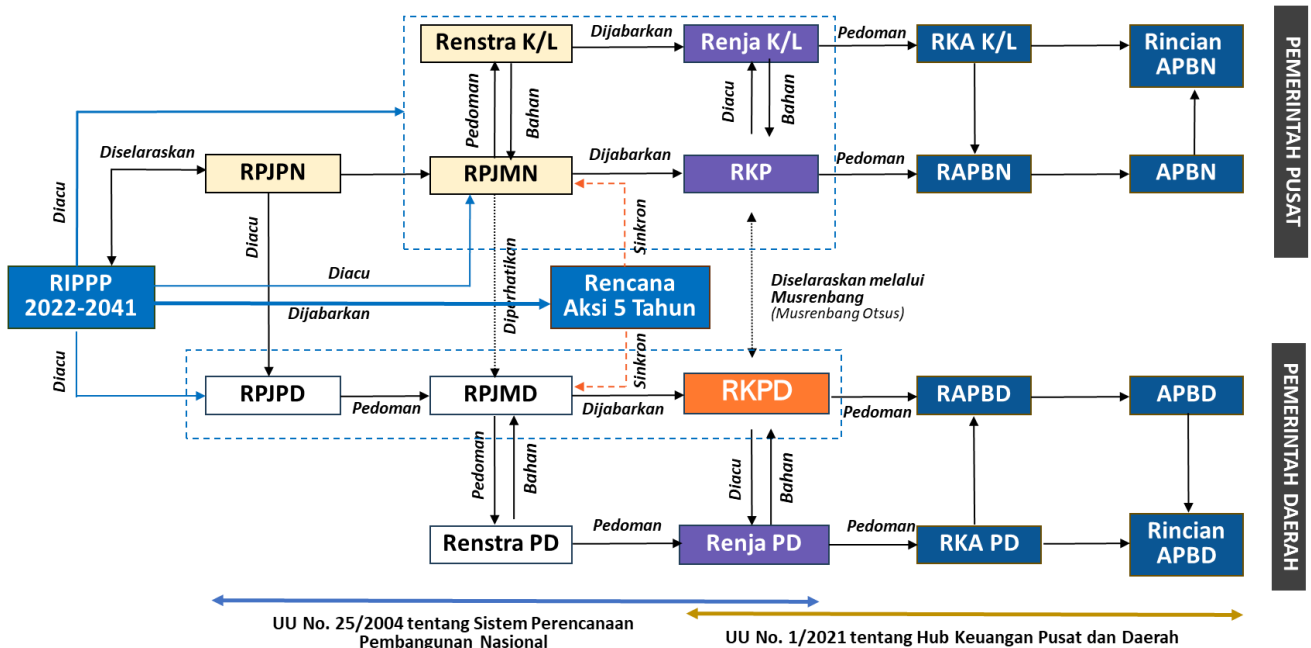 Renstra K/L
Dijabarkan
Renja K/L
Pedoman
RKA K/L
Rincian
APBN
PEMERINTAH PUSAT
Pedoman
Bahan
Diacu
Bahan
Diselaraskan
RPJPN
RPJMN
Dijabarkan
RKP
Pedoman
RAPBN
APBN
Diacu
Diacu
Sinkron
RIPPP
2022-2041
Diacu
Dijabarkan
Diperhatikan
Rencana
Aksi 5 Tahun
Diselaraskan melalui
Musrenbang
(Musrenbang Otsus)
Diacu
Sinkron
RPJPD
Pedoman
RPJMD
Dijabarkan
RKPD
Pedoman
RAPBD
APBD
PEMERINTAH DAERAH
Pedoman
Bahan
Diacu
Bahan
Renstra PD
Pedoman
Renja PD
Pedoman
RKA PD
Rincian
APBD
UU No. 25/2004 tentang Sistem Perencanaan
Pembangunan Nasional
UU No. 1/2021 tentang Hub Keuangan Pusat dan Daerah